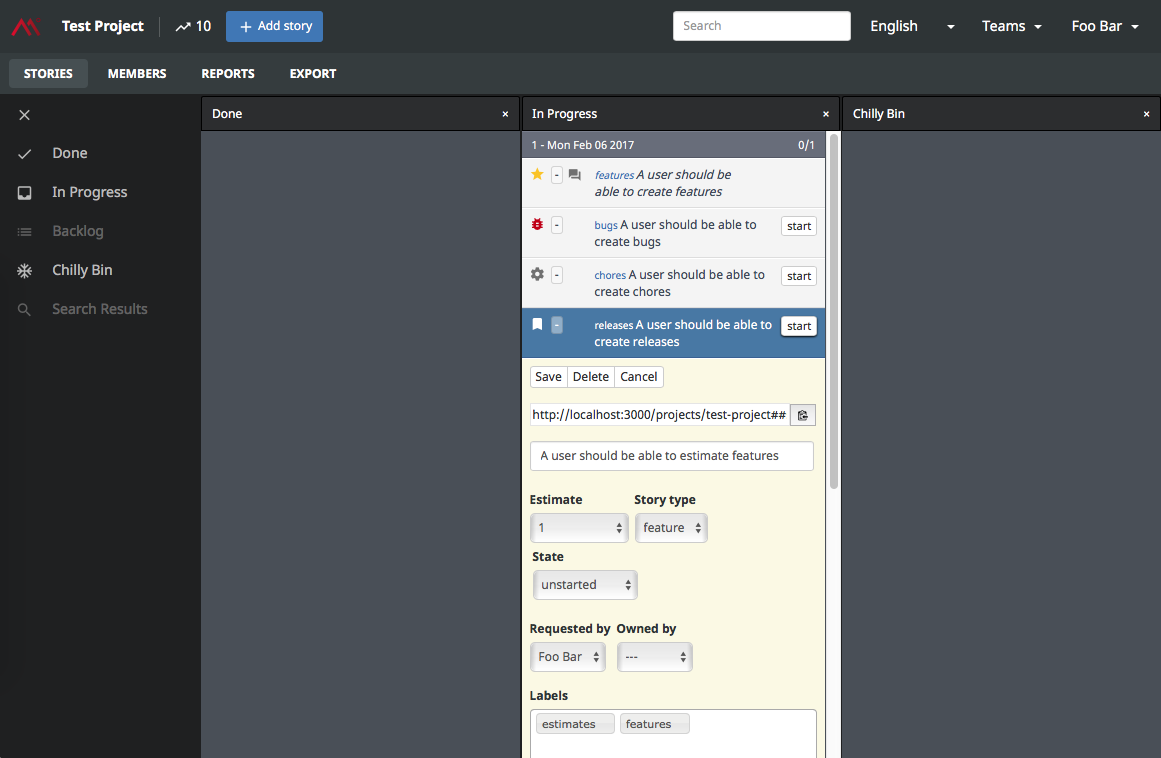 Test Project
10
+ Add story
Search
English
Teams
Foo Bar
STORIES
MEMBERS
REPORTS
EXPORT
Done
In Progress
Backlog
Chilly Bin
Search Results
Done ×
In Progress ×
Chilly Bin ×
1 - Mon Feb 06 2017 0/1
- features A user should be
able to create features
- bugs A user should be able to start
create bugs
- chores A user should be able to start
create chores
- releases A user should be able to start
create releases
Save Delete Cancel
http://localhost:3000/projects/test-project##
A user should be able to estimate features
Estimate Story type
1 feature
State
unstarted
Requested by Owned by
Foo Bar ---
Labels
estimates features